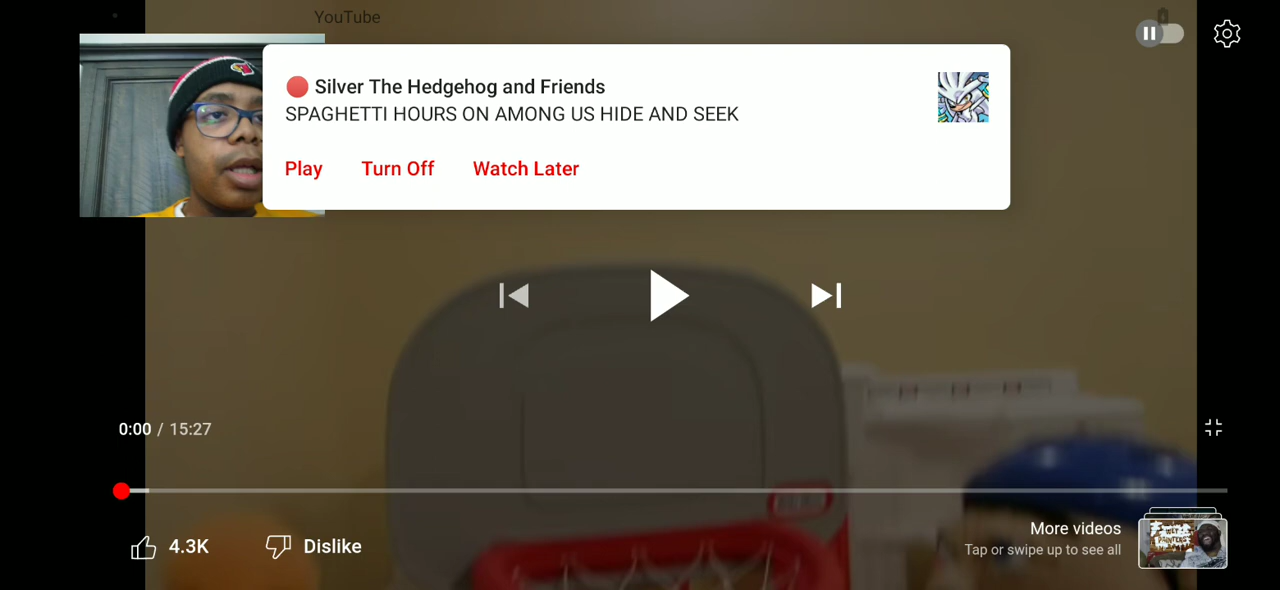 YouTube
🔴 Silver The Hedgehog and Friends
SPAGHETTI HOURS ON AMONG US HIDE AND SEEK
Play Turn Off Watch Later
0:00 / 15:27
4.3K Dislike
More videos
Tap or swipe up to see all